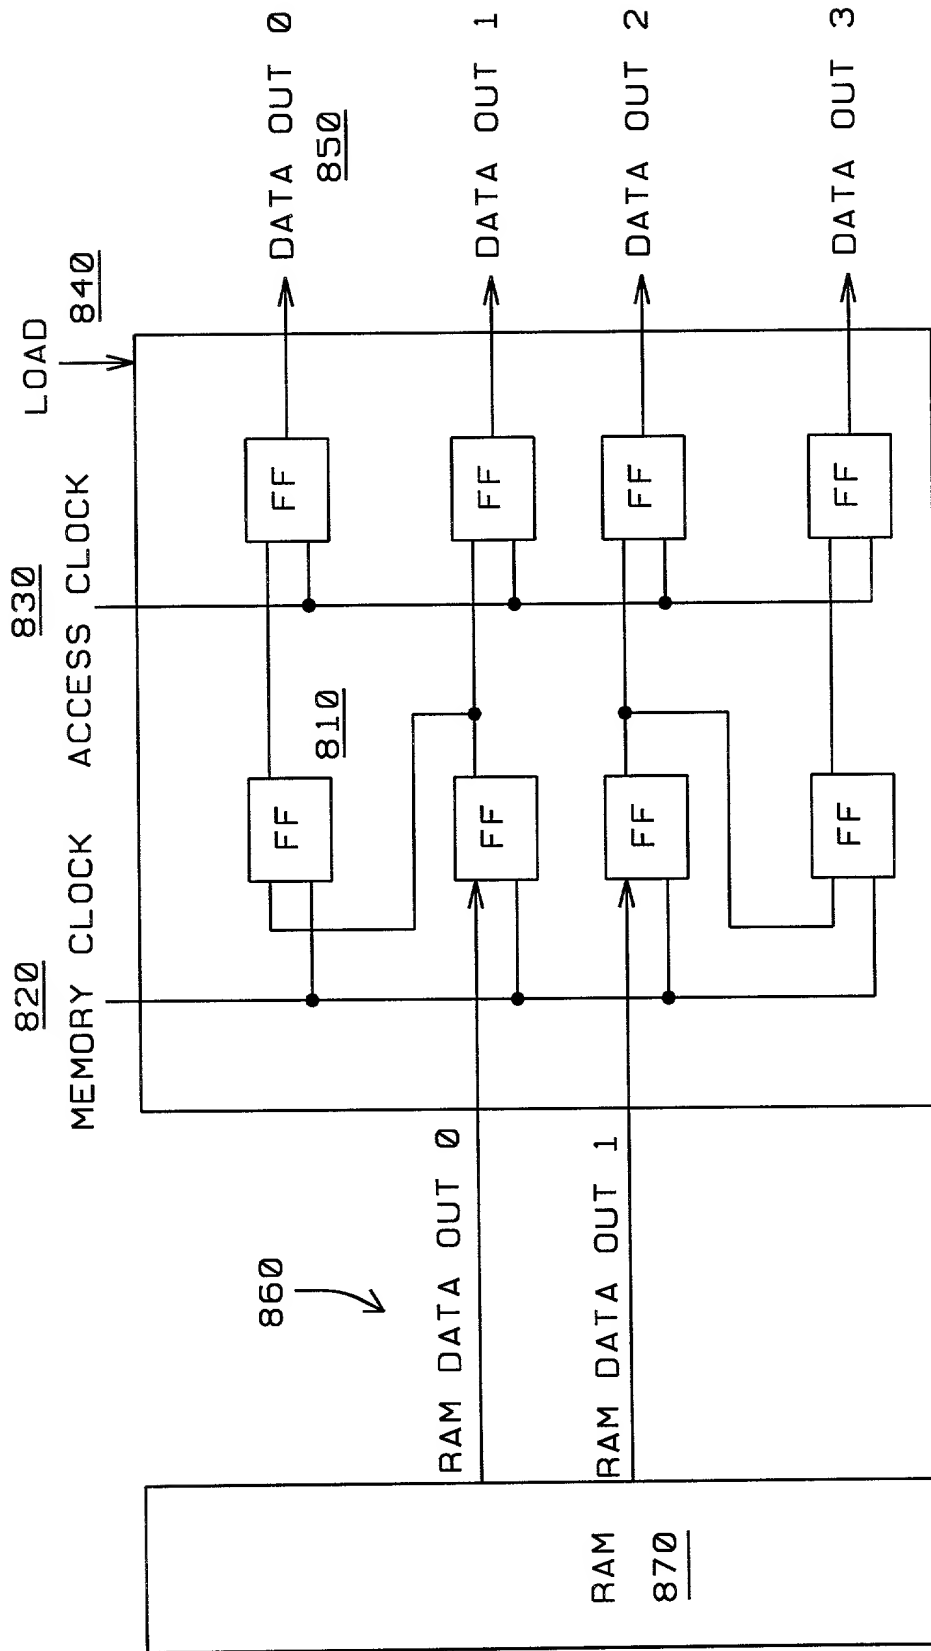 820
830
LOAD
MEMORY CLOCK
ACCESS CLOCK
840
FF
FF
DATA OUT 0
850
810
860
RAM DATA OUT 0
FF
FF
DATA OUT 1
RAM DATA OUT 1
FF
FF
DATA OUT 2
RAM
870
FF
FF
DATA OUT 3